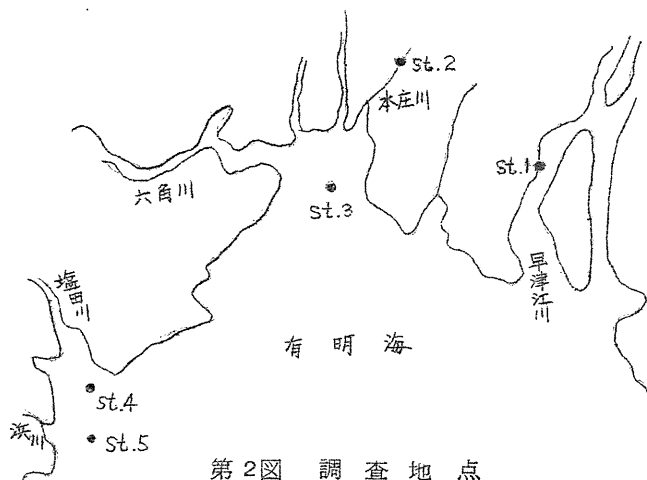 st.2
本庄川
st.1
六角川
st.3
早津江川
塩田川
有明海
st.4
浜川
st.5
第2図 調査地点